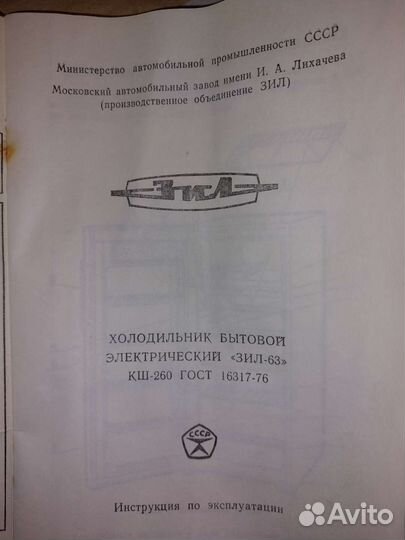 Министерство автомобильной промышленности СССР
Московский автомобильный завод имени И. А. Лихачева
(производственное объединение ЗИЛ)
ЗИЛ
ХОЛОДИЛЬНИК БЫТОВОЙ
ЭЛЕКТРИЧЕСКИЙ «ЗИЛ-63»
КШ-260 ГОСТ 16317-76
СССР
Инструкция по эксплуатации
Avito